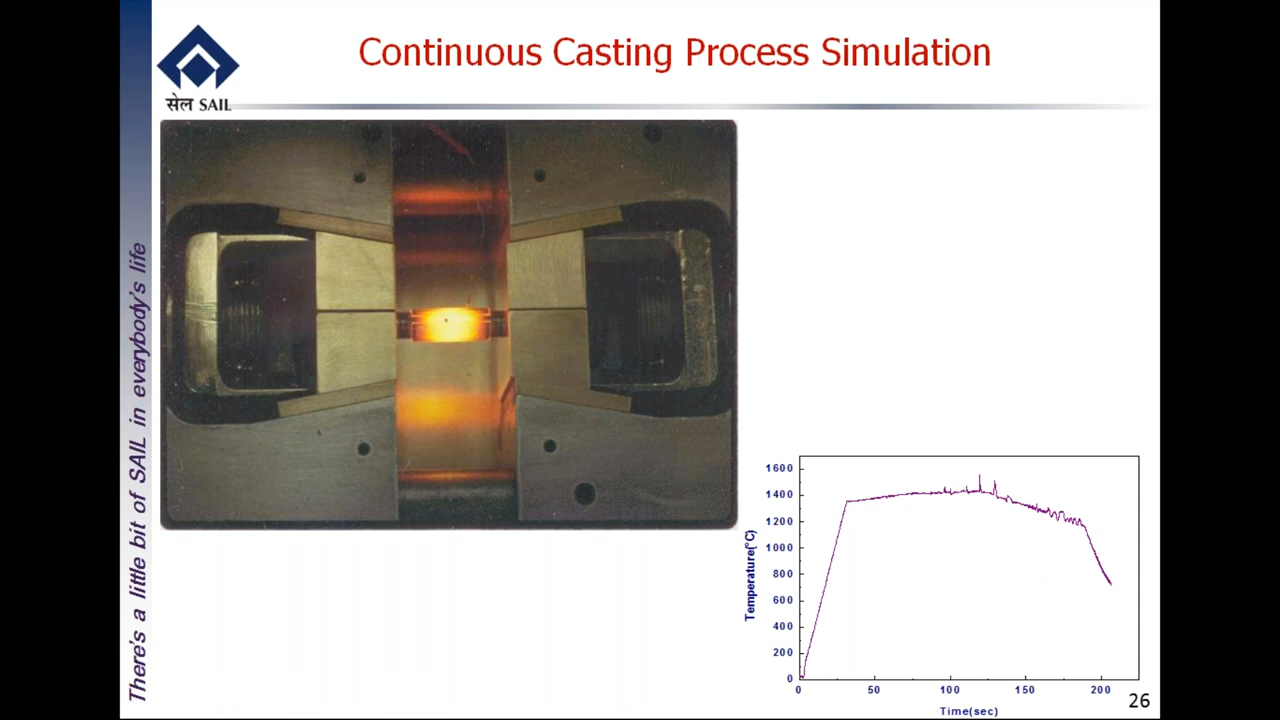 Continuous Casting Process Simulation
सेल SAIL
There's a little bit of SAIL in everybody's life
Temperature(°C)
1600
1400
1200
1000
800
600
400
200
0
0 50 100 150 200
Time(sec)
26